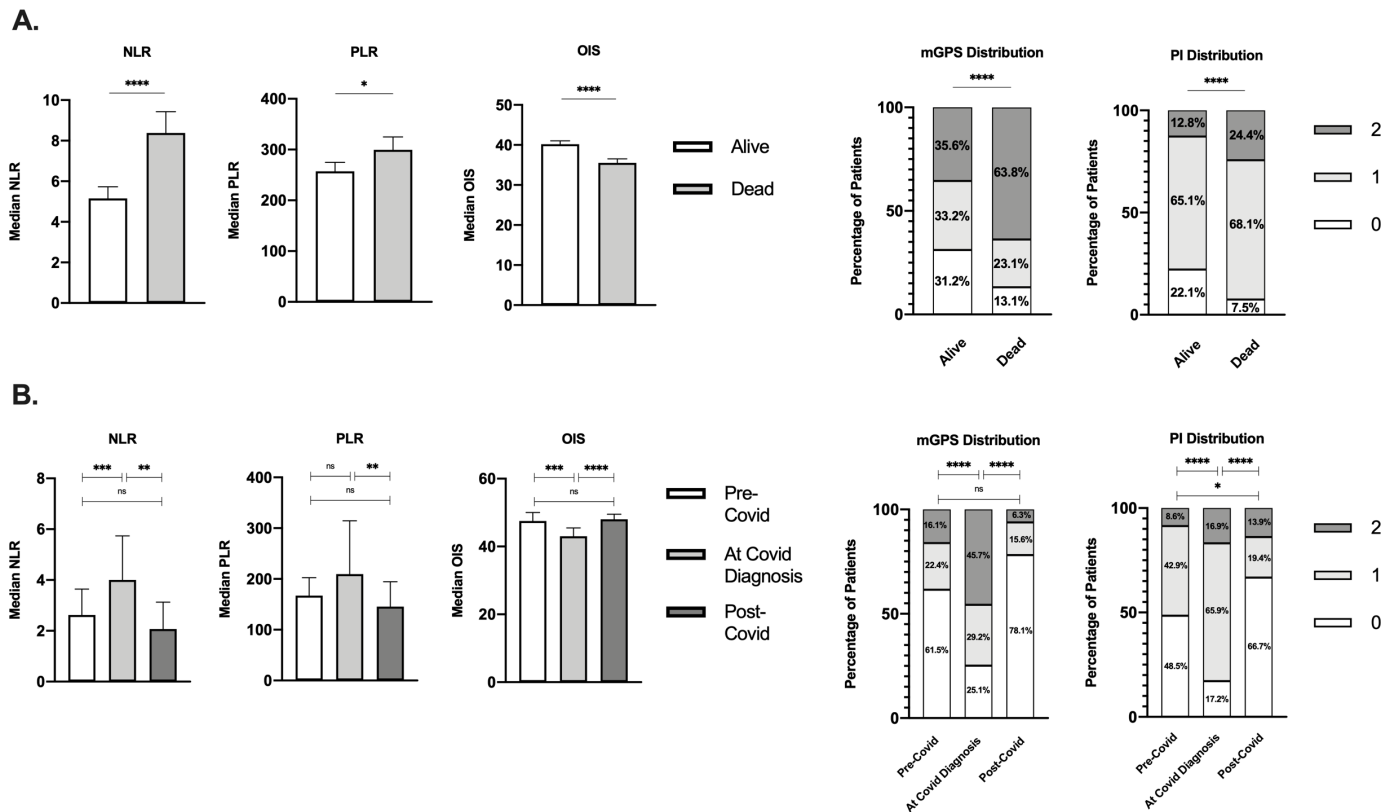 A.
NLR
****
Median NLR
10
8
6
4
2
0
PLR
*
Median PLR
400
300
200
100
0
OIS
****
Median OIS
50
40
30
20
10
0
Alive
Dead
mGPS Distribution
****
Percentage of Patients
100
50
0
35.6%
33.2%
31.2%
63.8%
23.1%
13.1%
Alive
Dead
PI Distribution
****
Percentage of Patients
100
50
0
12.8%
65.1%
22.1%
24.4%
68.1%
7.5%
Alive
Dead
2
1
0
B.
NLR
*** **
ns
Median NLR
8
6
4
2
0
PLR
ns **
ns
Median PLR
400
300
200
100
0
OIS
*** ****
ns
Median OIS
60
40
20
0
Pre-
Covid
At Covid
Diagnosis
Post-
Covid
mGPS Distribution
**** ****
ns
Percentage of Patients
100
50
0
16.1%
22.4%
61.5%
45.7%
29.2%
25.1%
6.3%
15.6%
78.1%
Pre-Covid
At Covid Diagnosis
Post-Covid
PI Distribution
**** ****
*
Percentage of Patients
100
50
0
8.6%
42.9%
48.5%
16.9%
65.9%
17.2%
13.9%
19.4%
66.7%
Pre-Covid
At Covid Diagnosis
Post-Covid
2
1
0